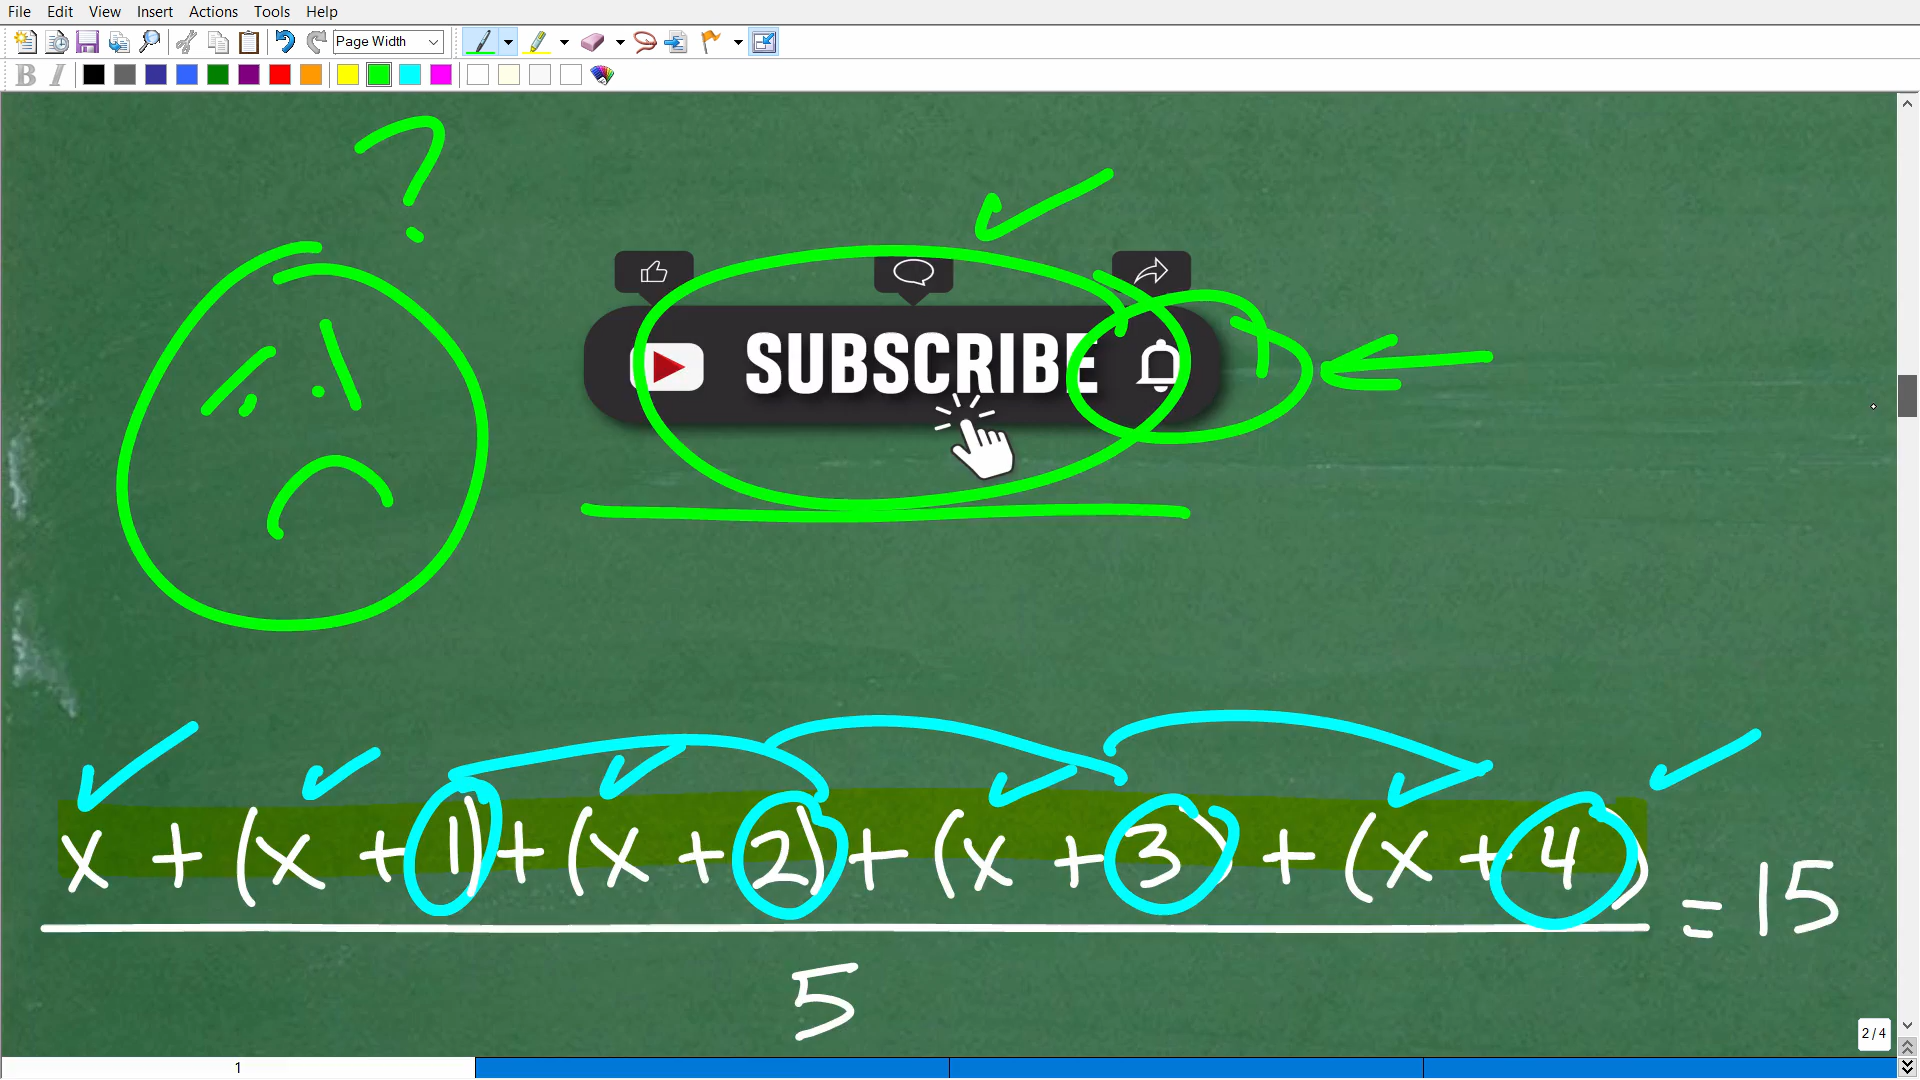 File Edit View Insert Actions Tools Help
Page Width
B I
?
SUBSCRIBE
x + (x + 1) + (x + 2) + (x + 3) + (x + 4) = 15
5
2 / 4
1